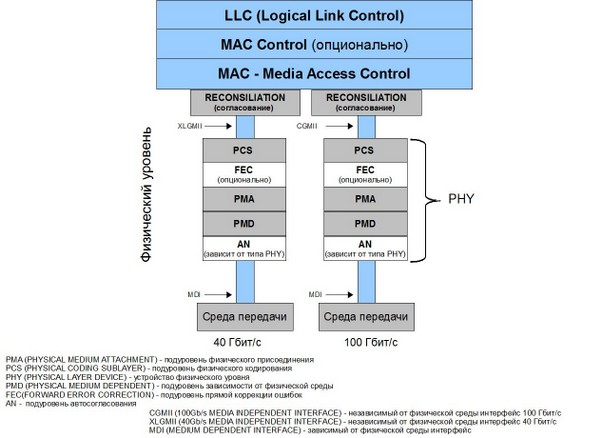 LLC (Logical Link Control)
MAC Control (опционально)
MAC - Media Access Control
RECONSILIATION
(согласование)
RECONSILIATION
(согласование)
XLGMII
CGMII
Физический уровень
PCS
FEC
(опционально)
PMA
PMD
AN
(зависит от типа PHY)
PCS
FEC
(опционально)
PMA
PMD
AN
(зависит от типа PHY)
PHY
MDI
MDI
Среда передачи
Среда передачи
40 Гбит/с
100 Гбит/с
PMA (PHYSICAL MEDIUM ATTACHMENT) - подуровень физического присоединения
PCS (PHYSICAL CODING SUBLAYER) - подуровень физического кодирования
PHY (PHYSICAL LAYER DEVICE) - устройство физического уровня
PMD (PHYSICAL MEDIUM DEPENDENT) - подуровень зависимости от физической среды
FEC(FORWARD ERROR CORRECTION) - подуровень прямой коррекции ошибок
AN - подуровень автосогласования
CGMII (100Gb/s MEDIA INDEPENDENT INTERFACE) - независимый от физической среды интерфейс 100 Гбит/с
XLGMII (40Gb/s MEDIA INDEPENDENT INTERFACE) - независимый от физической среды интерфейс 40 Гбит/с
MDI (MEDIUM DEPENDENT INTERFACE) - зависимый от физической среды интерфейс